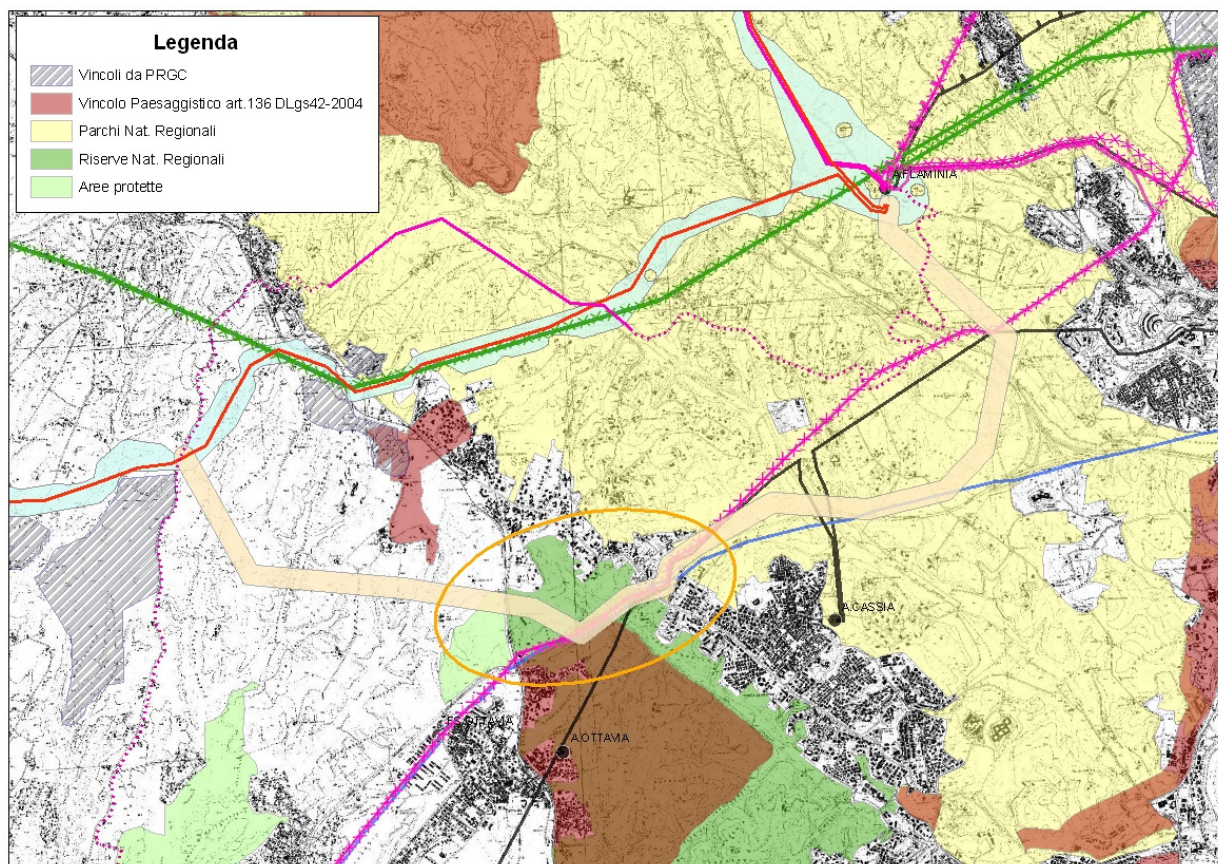 Legenda
Vincoli da PRGC
Vincolo Paesaggistico art.136 DLgs42-2004
Parchi Nat. Regionali
Riserve Nat. Regionali
Aree protette
A.FLAMINIA
A.CASSIA
A.OTTAVIA